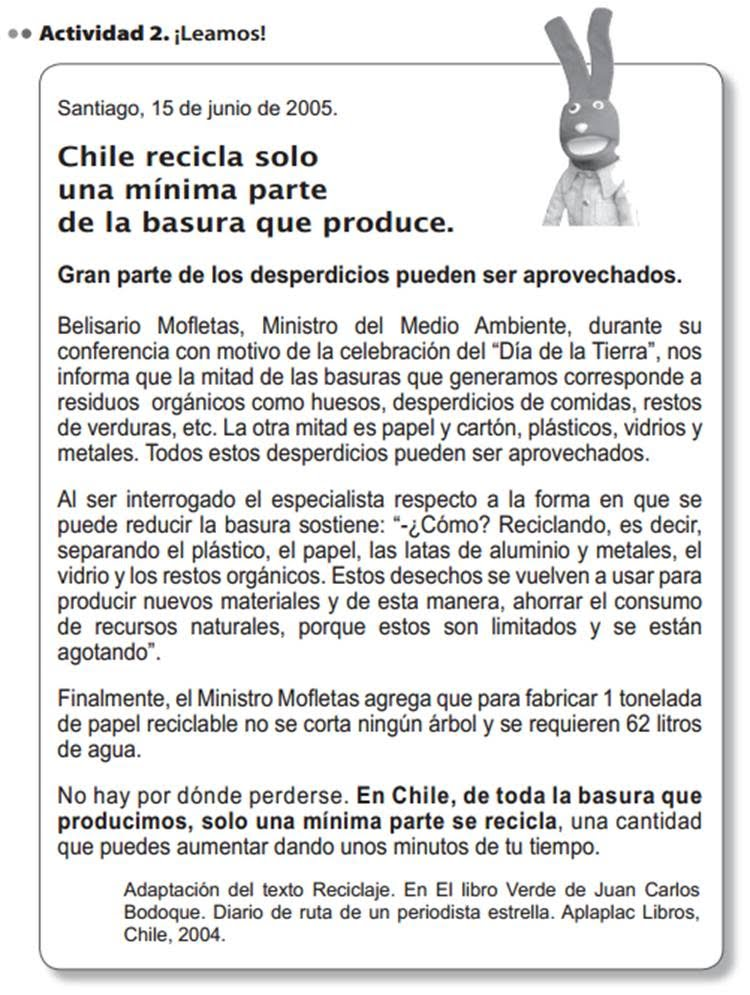 Actividad 2. ¡Leamos!
Santiago, 15 de junio de 2005.
Chile recicla solo
una mínima parte
de la basura que produce.
Gran parte de los desperdicios pueden ser aprovechados.
Belisario Mofletas, Ministro del Medio Ambiente, durante su
conferencia con motivo de la celebración del “Día de la Tierra”, nos
informa que la mitad de las basuras que generamos corresponde a
residuos orgánicos como huesos, desperdicios de comidas, restos
de verduras, etc. La otra mitad es papel y cartón, plásticos, vidrios y
metales. Todos estos desperdicios pueden ser aprovechados.
Al ser interrogado el especialista respecto a la forma en que se
puede reducir la basura sostiene: “-¿Cómo? Reciclando, es decir,
separando el plástico, el papel, las latas de aluminio y metales, el
vidrio y los restos orgánicos. Estos desechos se vuelven a usar para
producir nuevos materiales y de esta manera, ahorrar el consumo
de recursos naturales, porque estos son limitados y se están
agotando”.
Finalmente, el Ministro Mofletas agrega que para fabricar 1 tonelada
de papel reciclable no se corta ningún árbol y se requieren 62 litros
de agua.
No hay por dónde perderse. En Chile, de toda la basura que
producimos, solo una mínima parte se recicla, una cantidad
que puedes aumentar dando unos minutos de tu tiempo.
Adaptación del texto Reciclaje. En El libro Verde de Juan Carlos
Bodoque. Diario de ruta de un periodista estrella. Aplaplac Libros,
Chile, 2004.